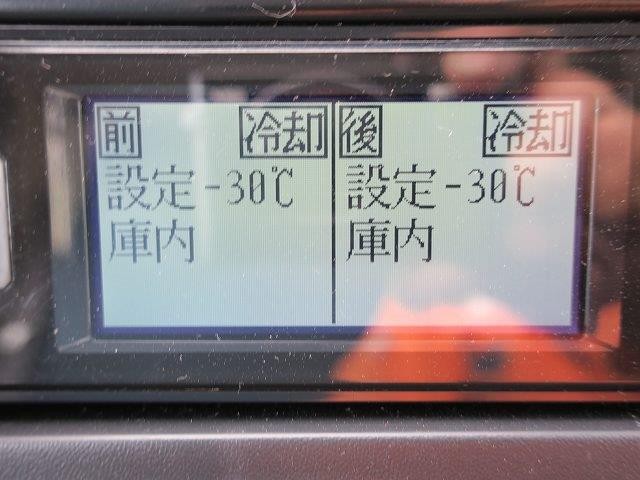 前 冷却
設定 -30℃
庫内
後 冷却
設定 -30℃
庫内